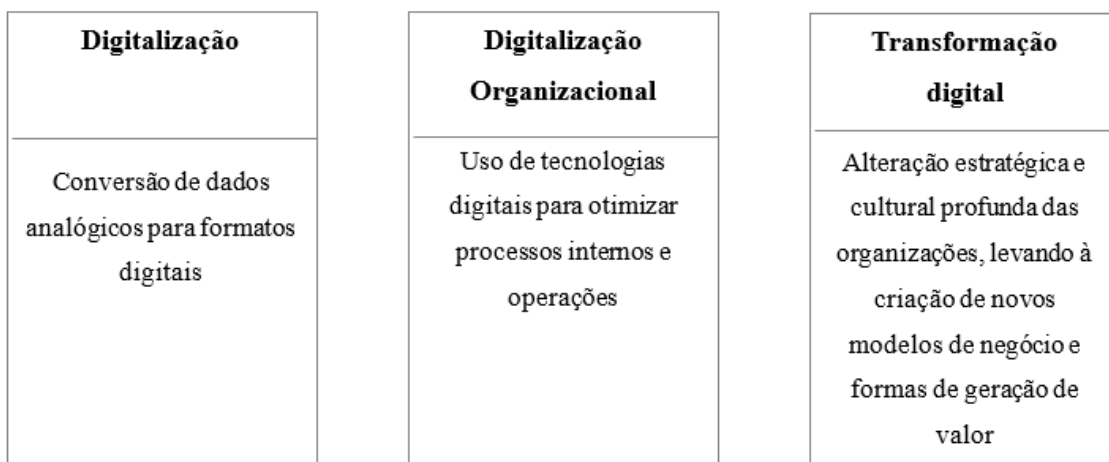 Digitalização
Conversão de dados
analógicos para formatos
digitais
Digitalização
Organizacional
Uso de tecnologias
digitais para otimizar
processos internos e
operações
Transformação
digital
Alteração estratégica e
cultural profunda das
organizações, levando à
criação de novos
modelos de negócio e
formas de geração de
valor